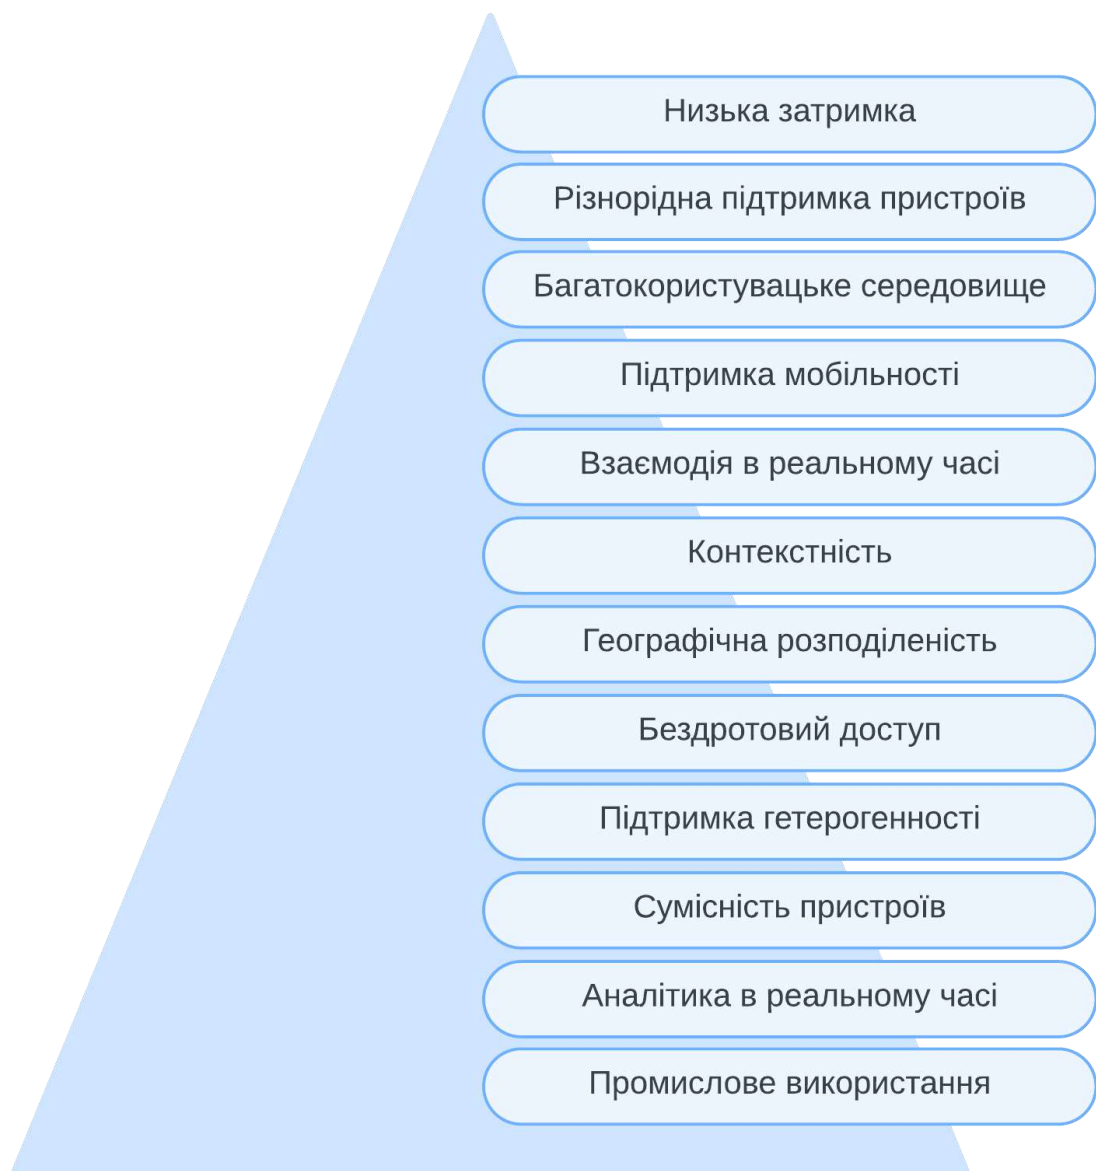 Низька затримка
Різнорідна підтримка пристроїв
Багатокористувацьке середовище
Підтримка мобільності
Взаємодія в реальному часі
Контекстність
Географічна розподіленість
Бездротовий доступ
Підтримка гетерогенності
Сумісність пристроїв
Аналітика в реальному часі
Промислове використання